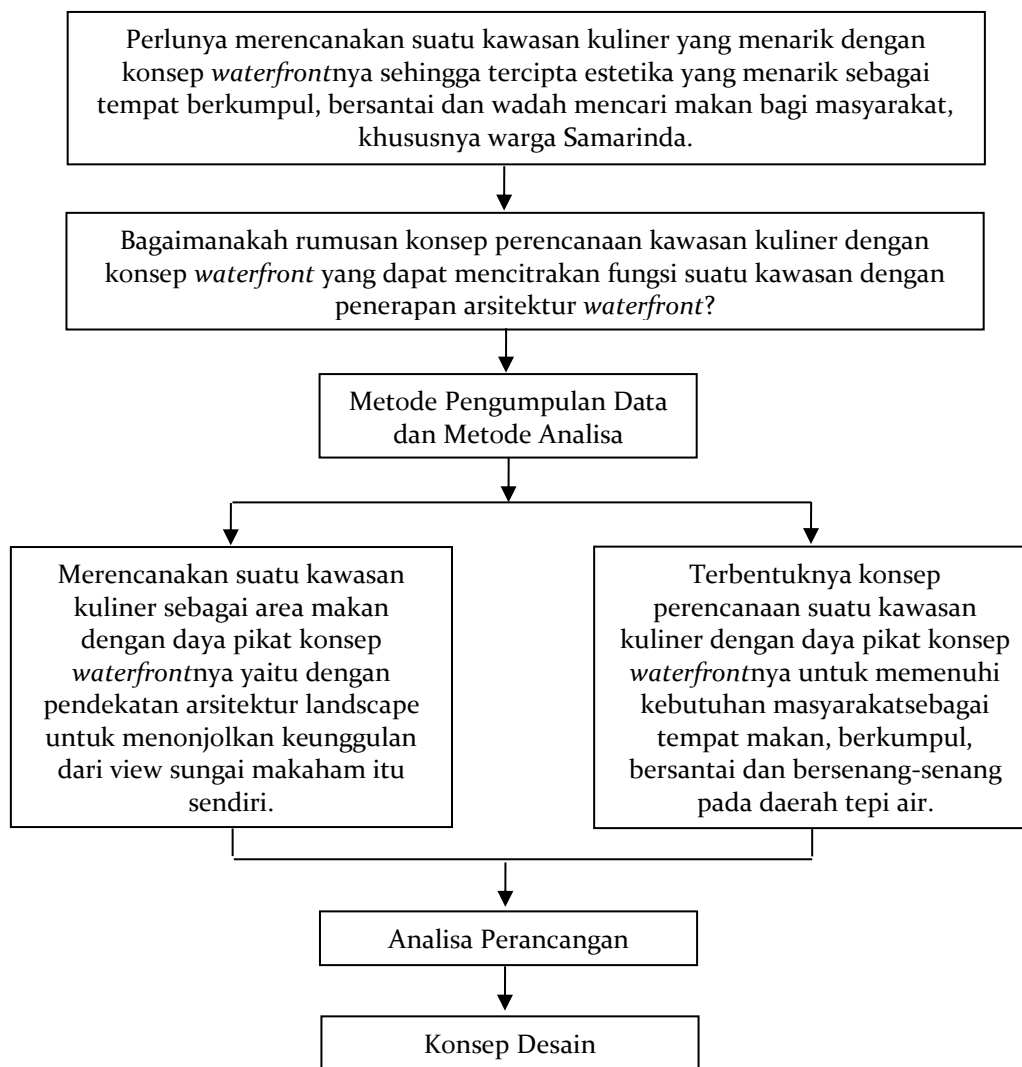 Perlunya merencanakan suatu kawasan kuliner yang menarik dengan
konsep waterfrontnya sehingga tercipta estetika yang menarik sebagai
tempat berkumpul, bersantai dan wadah mencari makan bagi masyarakat,
khususnya warga Samarinda.
Bagaimanakah rumusan konsep perencanaan kawasan kuliner dengan
konsep waterfront yang dapat mencitrakan fungsi suatu kawasan dengan
penerapan arsitektur waterfront?
Metode Pengumpulan Data
dan Metode Analisa
Merencanakan suatu kawasan
kuliner sebagai area makan
dengan daya pikat konsep
waterfrontnya yaitu dengan
pendekatan arsitektur landscape
untuk menonjolkan keunggulan
dari view sungai makaham itu
sendiri.
Terbentuknya konsep
perencanaan suatu kawasan
kuliner dengan daya pikat konsep
waterfrontnya untuk memenuhi
kebutuhan masyarakatsebagai
tempat makan, berkumpul,
bersantai dan bersenang-senang
pada daerah tepi air.
Analisa Perancangan
Konsep Desain